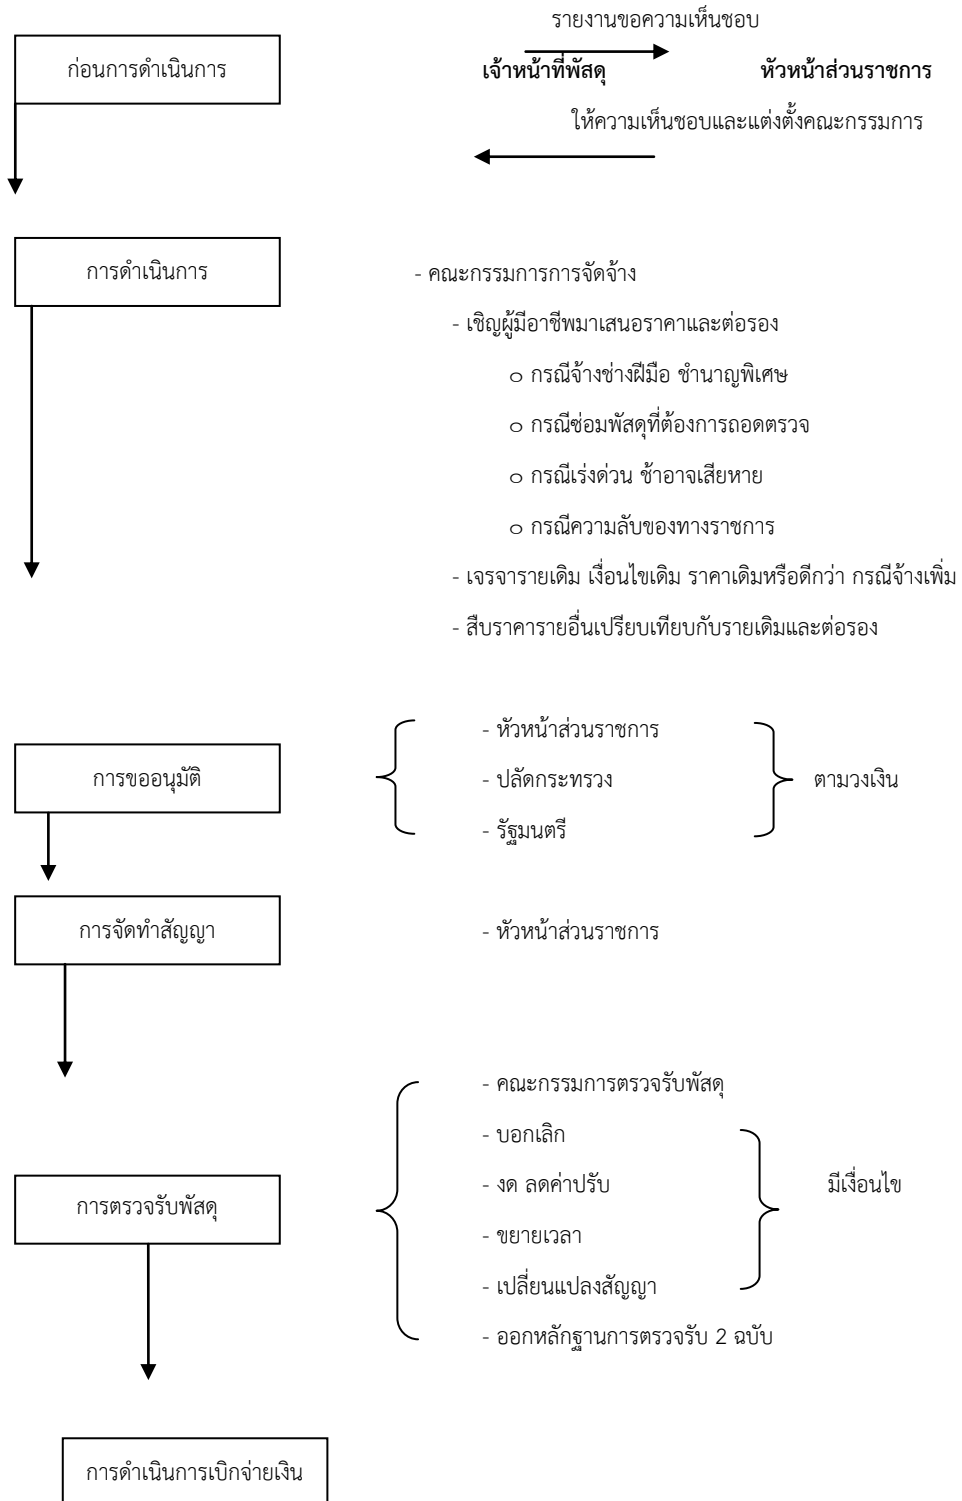 รายงานขอความเห็นชอบ
ก่อนการดำเนินการ
เจ้าหน้าที่พัสดุ หัวหน้าส่วนราชการ
ให้ความเห็นชอบและแต่งตั้งคณะกรรมการ
การดำเนินการ
- คณะกรรมการการจัดจ้าง
- เชิญผู้มีอาชีพมาเสนอราคาและต่อรอง
o กรณีจ้างช่างฝีมือ ชำนาญพิเศษ
o กรณีซ่อมพัสดุที่ต้องการถอดตรวจ
o กรณีเร่งด่วน ช้าอาจเสียหาย
o กรณีความลับของทางราชการ
- เจรจารายเดิม เงื่อนไขเดิม ราคาเดิมหรือดีกว่า กรณีจ้างเพิ่ม
- สืบราคารายอื่นเปรียบเทียบกับรายเดิมและต่อรอง
การขออนุมัติ
- หัวหน้าส่วนราชการ
- ปลัดกระทรวง
- รัฐมนตรี
ตามวงเงิน
การจัดทำสัญญา
- หัวหน้าส่วนราชการ
การตรวจรับพัสดุ
- คณะกรรมการตรวจรับพัสดุ
- บอกเลิก
- งด ลดค่าปรับ
- ขยายเวลา
- เปลี่ยนแปลงสัญญา
- ออกหลักฐานการตรวจรับ 2 ฉบับ
มีเงื่อนไข
การดำเนินการเบิกจ่ายเงิน